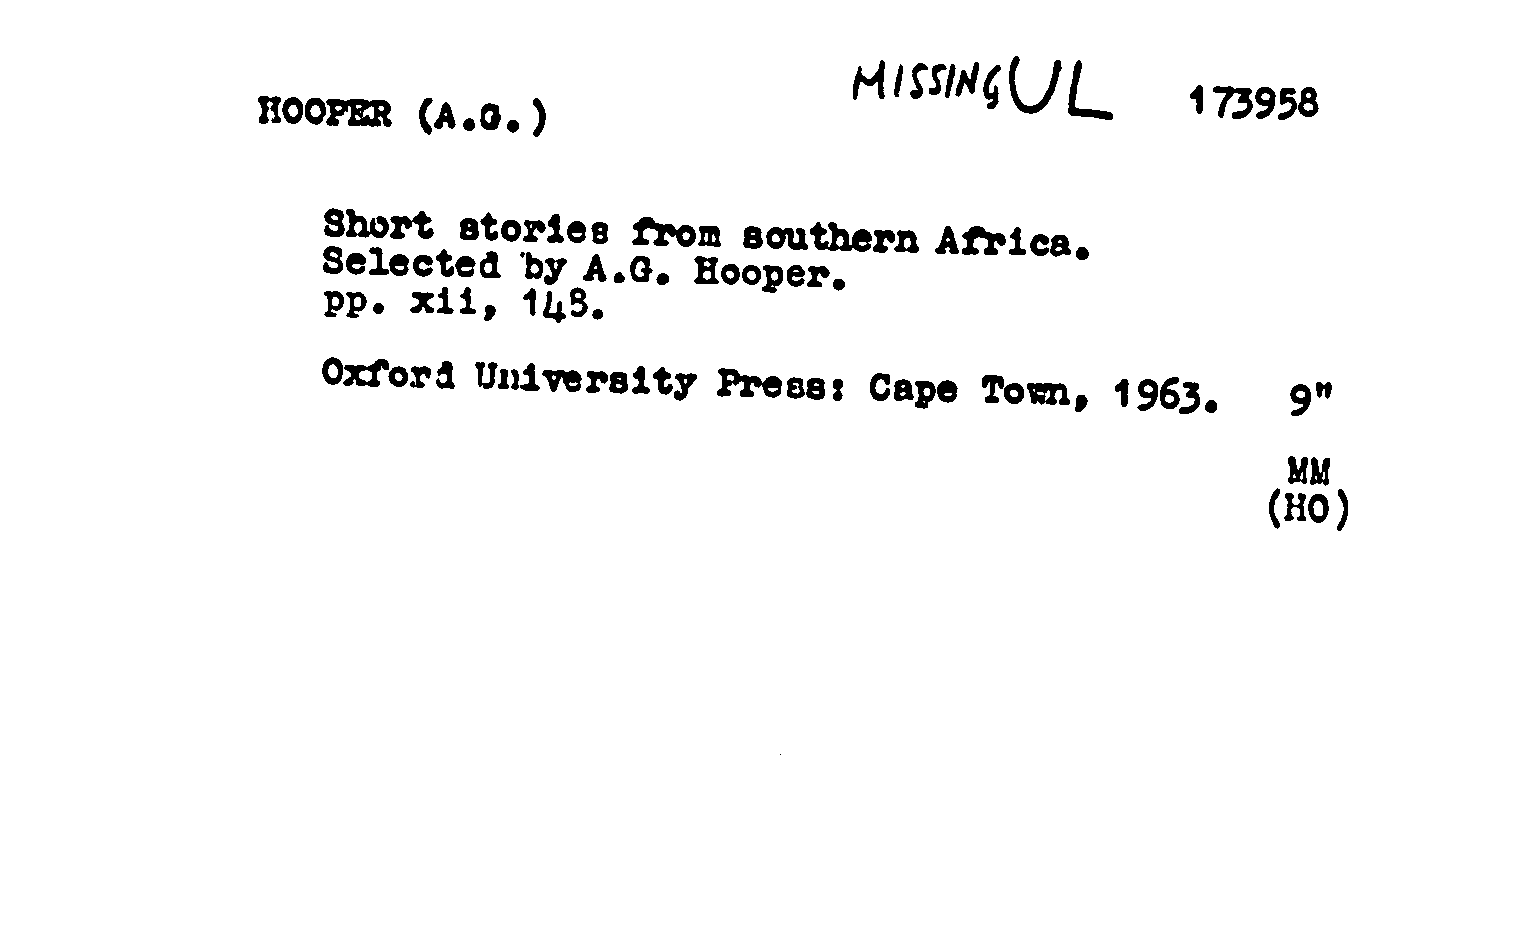 HOOPER (A.G.) MISSING UL 173958
Short stories from southern Africa.
Selected by A.G. Hooper.
pp. xii, 148.
Oxford University Press: Cape Town, 1963. 9"
MM
(HO)